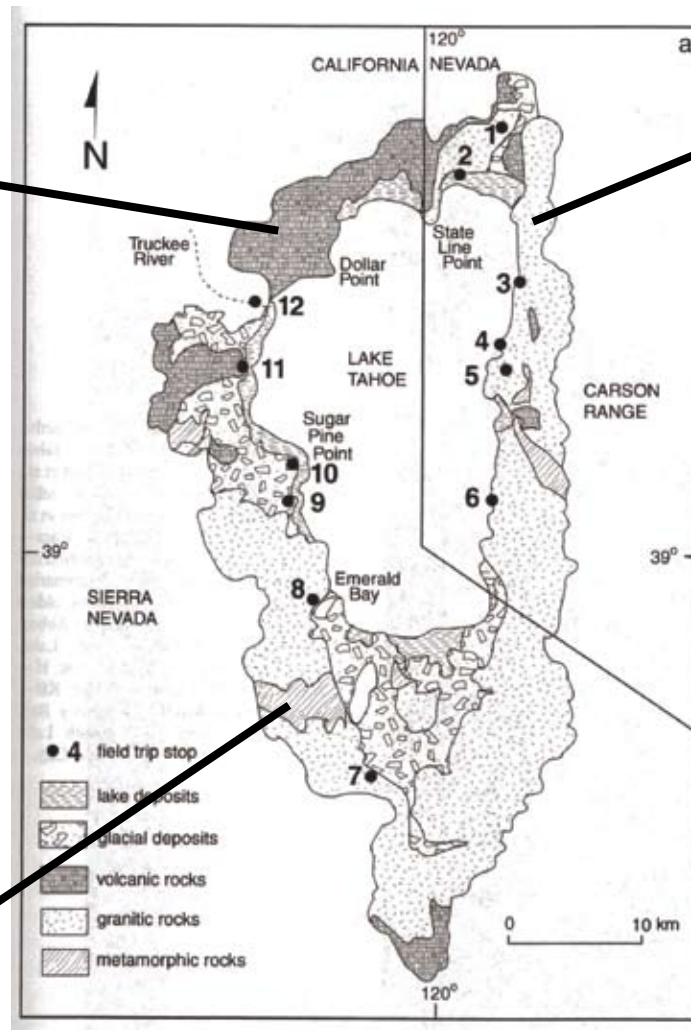 120°
CALIFORNIA NEVADA
a
N
1
2
Truckee
River
State
Line
Point
Dollar
Point
3
12
4
LAKE
TAHOE
11
5
CARSON
RANGE
Sugar
Pine
Point
10
9
6
39°
39°
Emerald
Bay
8
SIERRA
NEVADA
4 field trip stop
7
lake deposits
glacial deposits
volcanic rocks
granitic rocks
metamorphic rocks
0 10 km
120°